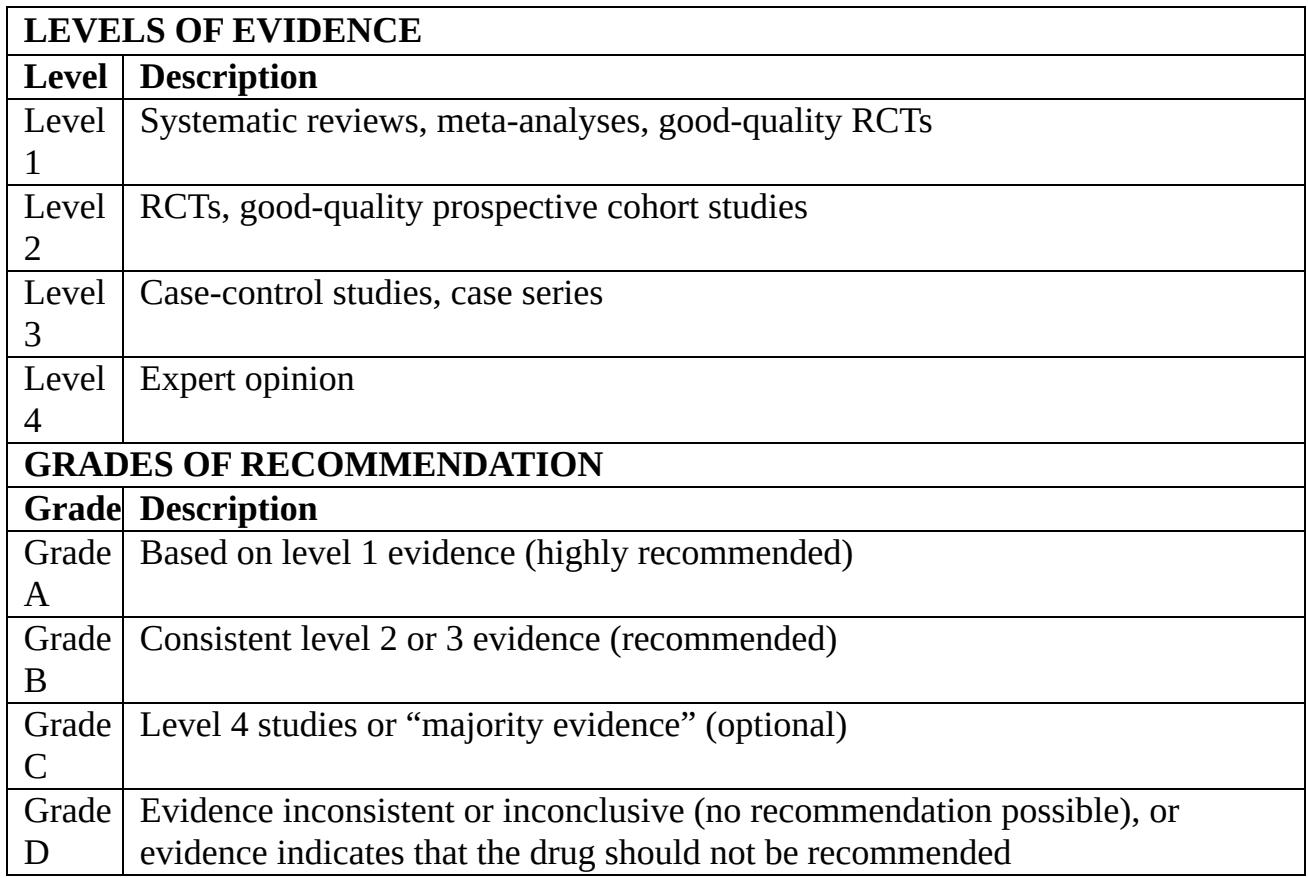 LEVELS OF EVIDENCE
Level Description
Level Systematic reviews, meta-analyses, good-quality RCTs
1
Level RCTs, good-quality prospective cohort studies
2
Level Case-control studies, case series
3
Level Expert opinion
4
GRADES OF RECOMMENDATION
Grade Description
Grade Based on level 1 evidence (highly recommended)
A
Grade Consistent level 2 or 3 evidence (recommended)
B
Grade Level 4 studies or “majority evidence” (optional)
C
Grade Evidence inconsistent or inconclusive (no recommendation possible), or
D evidence indicates that the drug should not be recommended